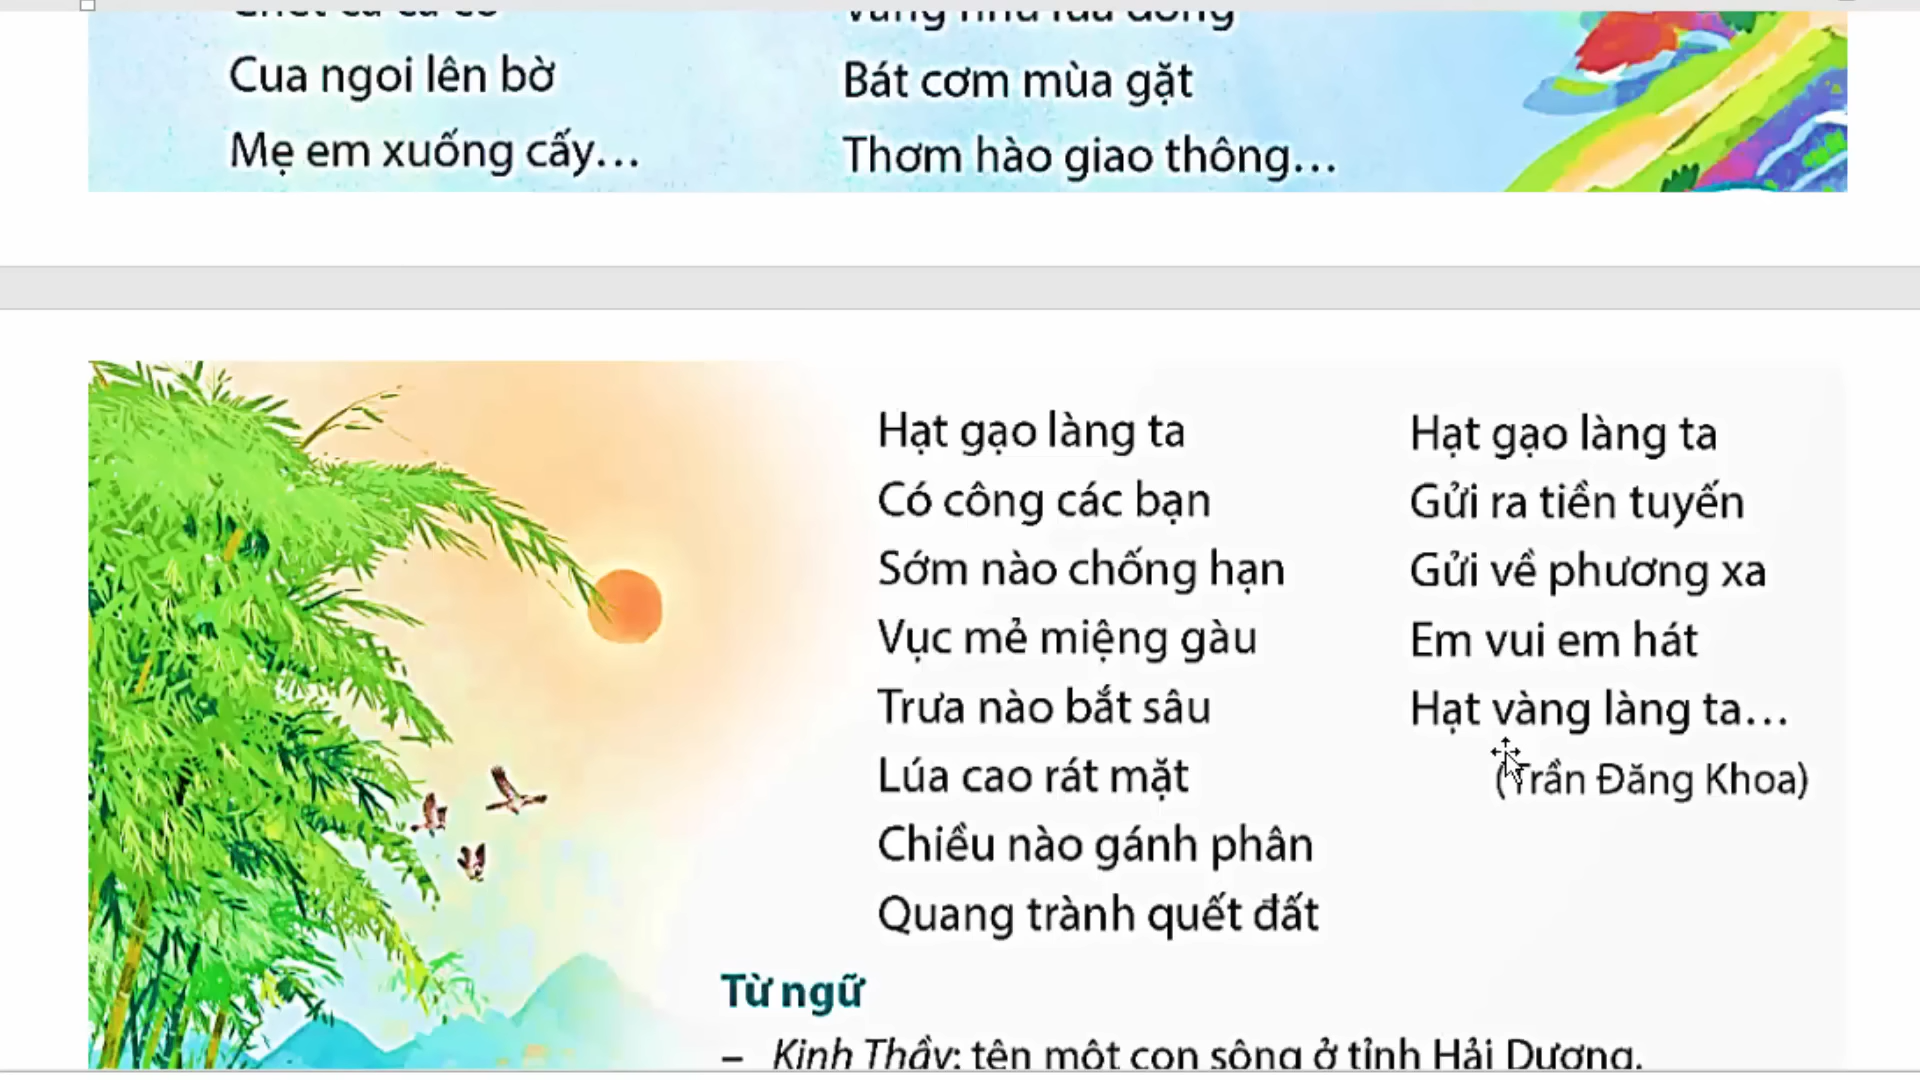 Cua ngoi lên bờ
Mẹ em xuống cấy…
Vàng như lúa đồng
Bát cơm mùa gặt
Thơm hào giao thông…
Hạt gạo làng ta
Có công các bạn
Sớm nào chống hạn
Vục mẻ miệng gàu
Trưa nào bắt sâu
Lúa cao rát mặt
Chiều nào gánh phân
Quang trành quết đất
Hạt gạo làng ta
Gửi ra tiền tuyến
Gửi về phương xa
Em vui em hát
Hạt vàng làng ta…
(Trần Đăng Khoa)
Từ ngữ
– Kinh Thầy: tên một con sông ở tỉnh Hải Dương.